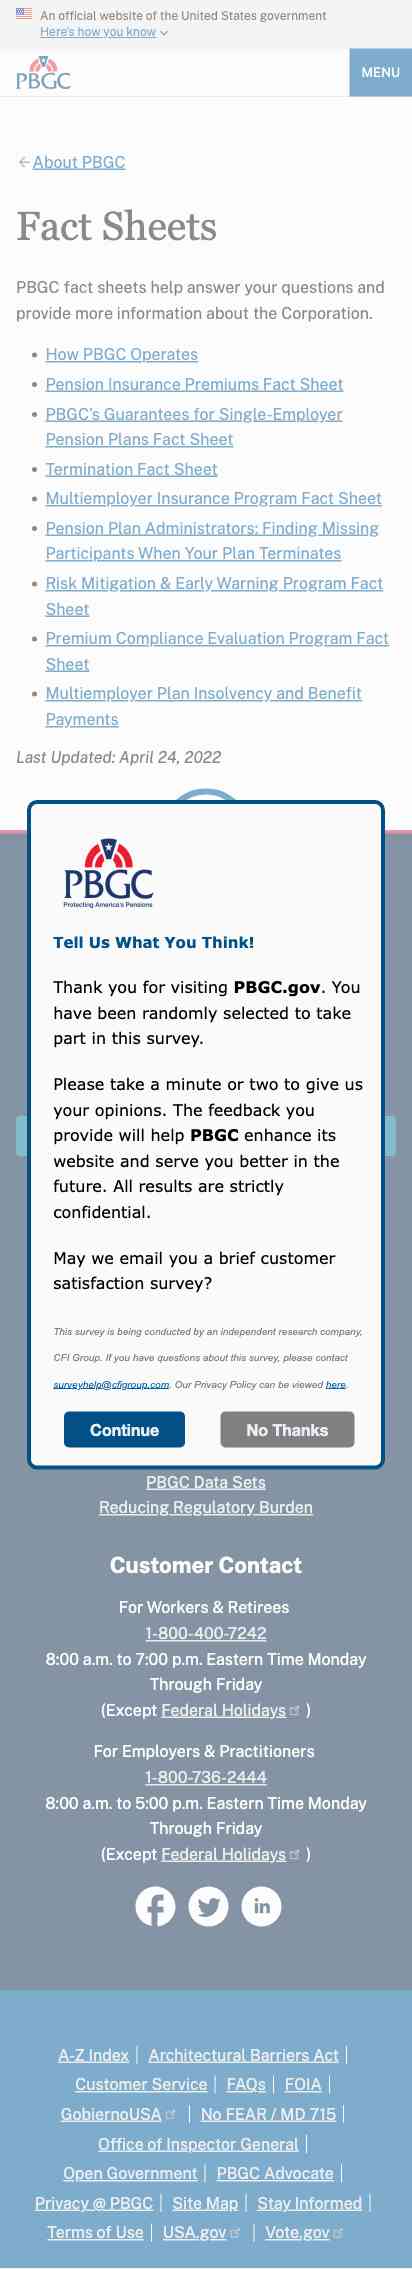 An official website of the United States government
Here's how you know
PBGC
MENU
About PBGC
Fact Sheets
PBGC fact sheets help answer your questions and
provide more information about the Corporation.
How PBGC Operates
Pension Insurance Premiums Fact Sheet
PBGC's Guarantees for Single-Employer
Pension Plans Fact Sheet
Termination Fact Sheet
Multiemployer Insurance Program Fact Sheet
Pension Plan Administrators: Finding Missing
Participants When Your Plan Terminates
Risk Mitigation & Early Warning Program Fact
Sheet
Premium Compliance Evaluation Program Fact
Sheet
Multiemployer Plan Insolvency and Benefit
Payments
Last Updated: April 24, 2022
PBGC
Protecting America's Pensions
Tell Us What You Think!
Thank you for visiting PBGC.gov. You
have been randomly selected to take
part in this survey.
Please take a minute or two to give us
your opinions. The feedback you
provide will help PBGC enhance its
website and serve you better in the
future. All results are strictly
confidential.
May we email you a brief customer
satisfaction survey?
This survey is being conducted by an independent research company,
CFI Group. If you have questions about this survey, please contact
surveyhelp@cfigroup.com. Our Privacy Policy can be viewed here.
Continue
No Thanks
PBGC Data Sets
Reducing Regulatory Burden
Customer Contact
For Workers & Retirees
1-800-400-7242
8:00 a.m. to 7:00 p.m. Eastern Time Monday
Through Friday
(Except Federal Holidays )
For Employers & Practitioners
1-800-736-2444
8:00 a.m. to 5:00 p.m. Eastern Time Monday
Through Friday
(Except Federal Holidays )
A-Z Index | Architectural Barriers Act |
Customer Service | FAQs | FOIA |
GobiernoUSA | No FEAR / MD 715 |
Office of Inspector General |
Open Government | PBGC Advocate |
Privacy @ PBGC | Site Map | Stay Informed |
Terms of Use | USA.gov | Vote.gov